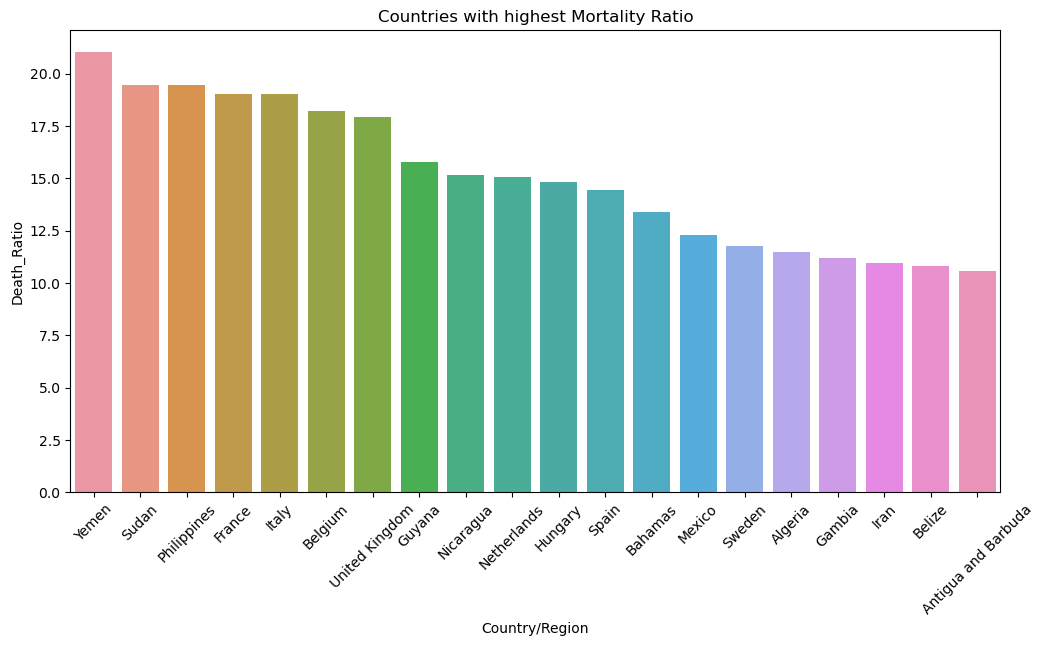 Countries with highest Mortality Ratio
Death_Ratio
20.0
17.5
15.0
12.5
10.0
7.5
5.0
2.5
0.0
Yemen
Sudan
Philippines
France
Italy
Belgium
United Kingdom
Guyana
Nicaragua
Netherlands
Hungary
Spain
Bahamas
Mexico
Sweden
Algeria
Gambia
Iran
Belize
Antigua and Barbuda
Country/Region